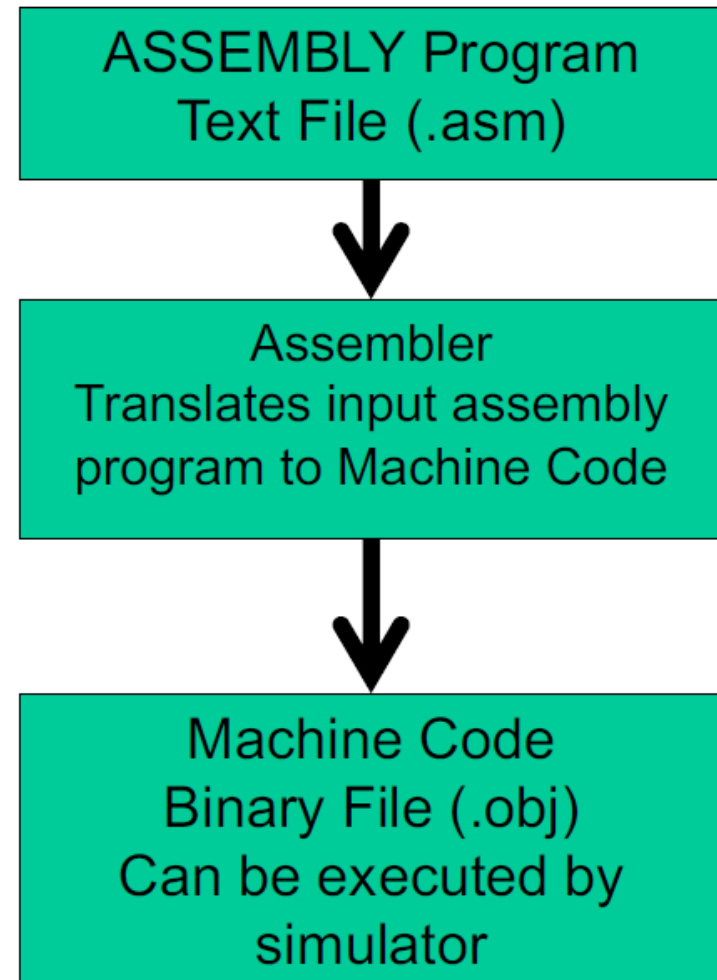 ASSEMBLY Program
Text File (.asm)
Assembler
Translates input assembly
program to Machine Code
Machine Code
Binary File (.obj)
Can be executed by
simulator